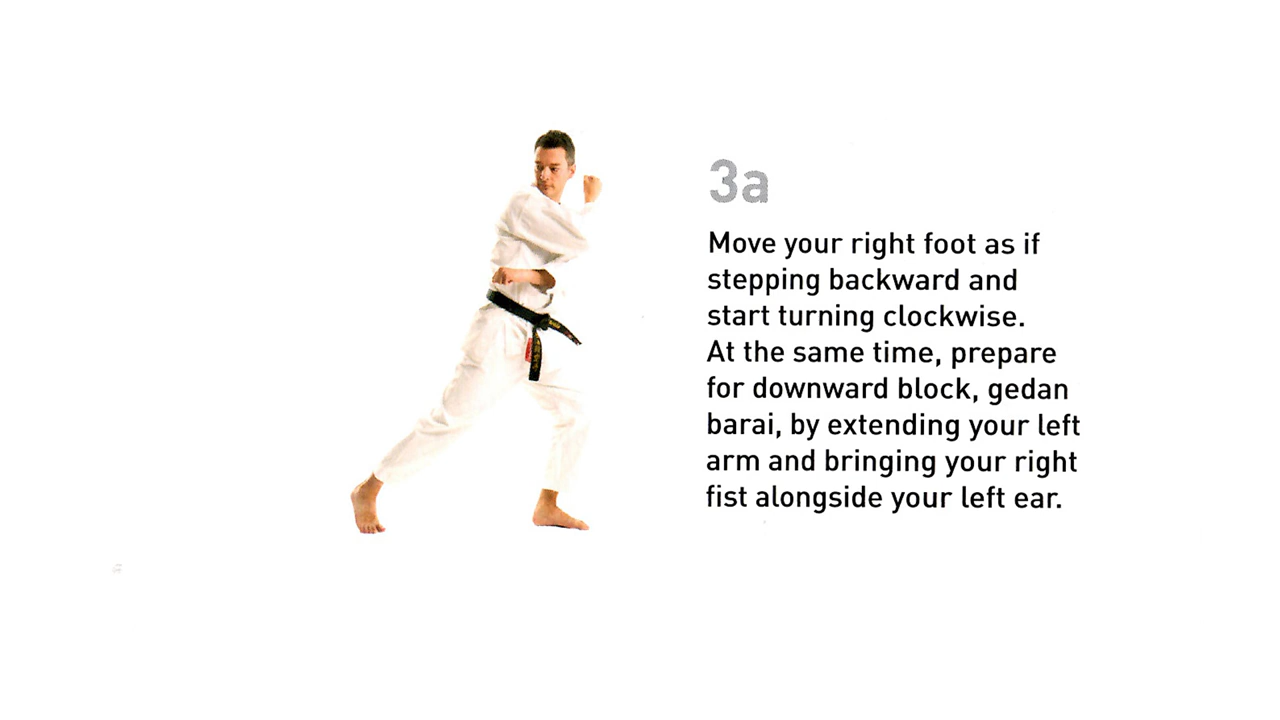 3a
Move your right foot as if
stepping backward and
start turning clockwise.
At the same time, prepare
for downward block, gedan
barai, by extending your left
arm and bringing your right
fist alongside your left ear.